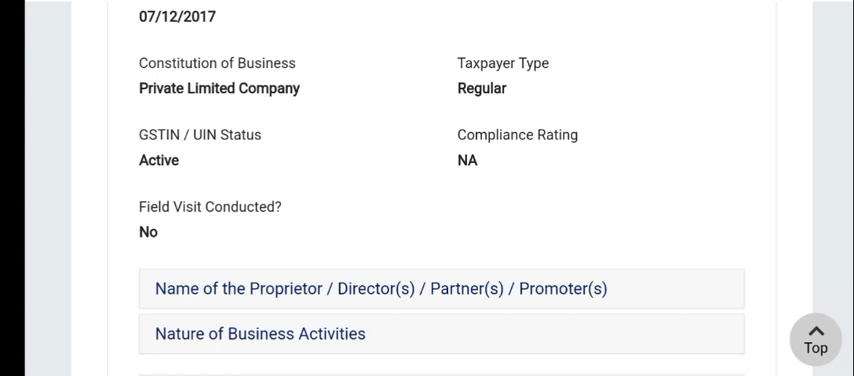 07/12/2017
Constitution of Business
Taxpayer Type
Private Limited Company
Regular
GSTIN / UIN Status
Compliance Rating
Active
NA
Field Visit Conducted?
No
Name of the Proprietor / Director(s) / Partner(s) / Promoter(s)
Nature of Business Activities
Top